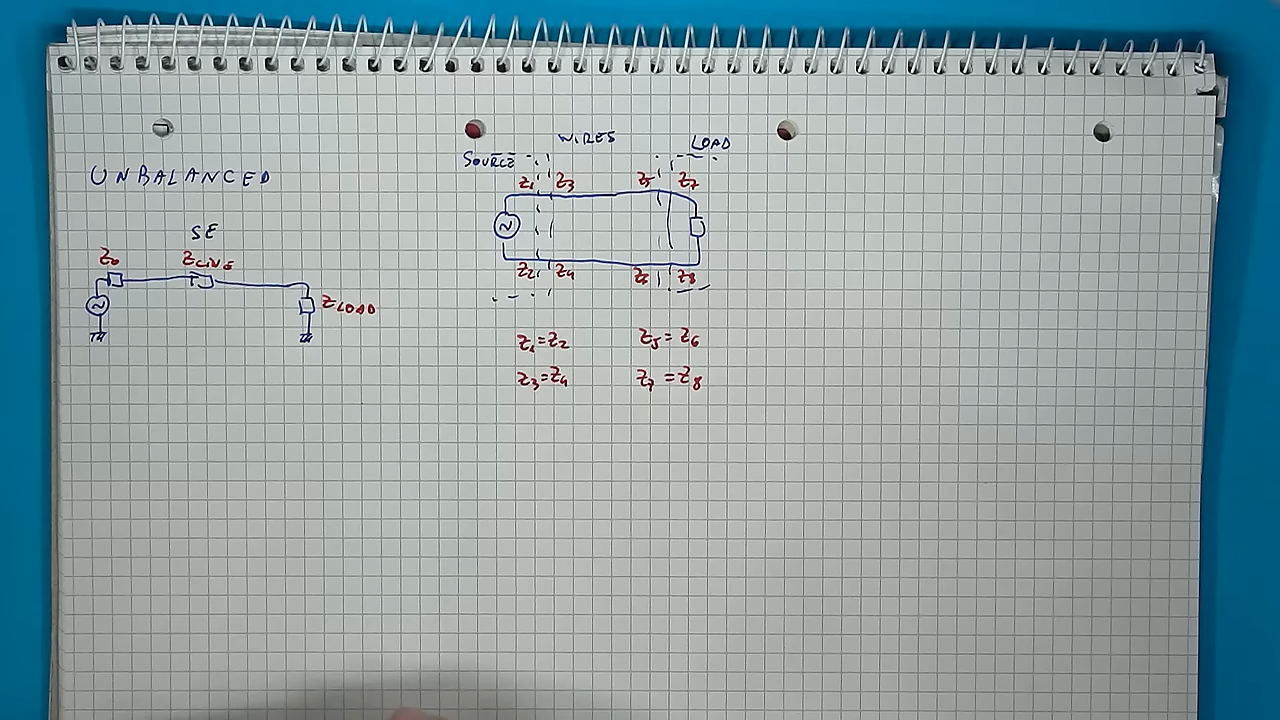 UNBALANCED
SE
Zo
ZLINE
ZLOAD
SOURCE
WIRES
LOAD
Z1 Z3 Z5 Z7
Z2 Z4 Z6 Z8
Z1=Z2 Z5=Z6
Z3=Z4 Z7=Z8